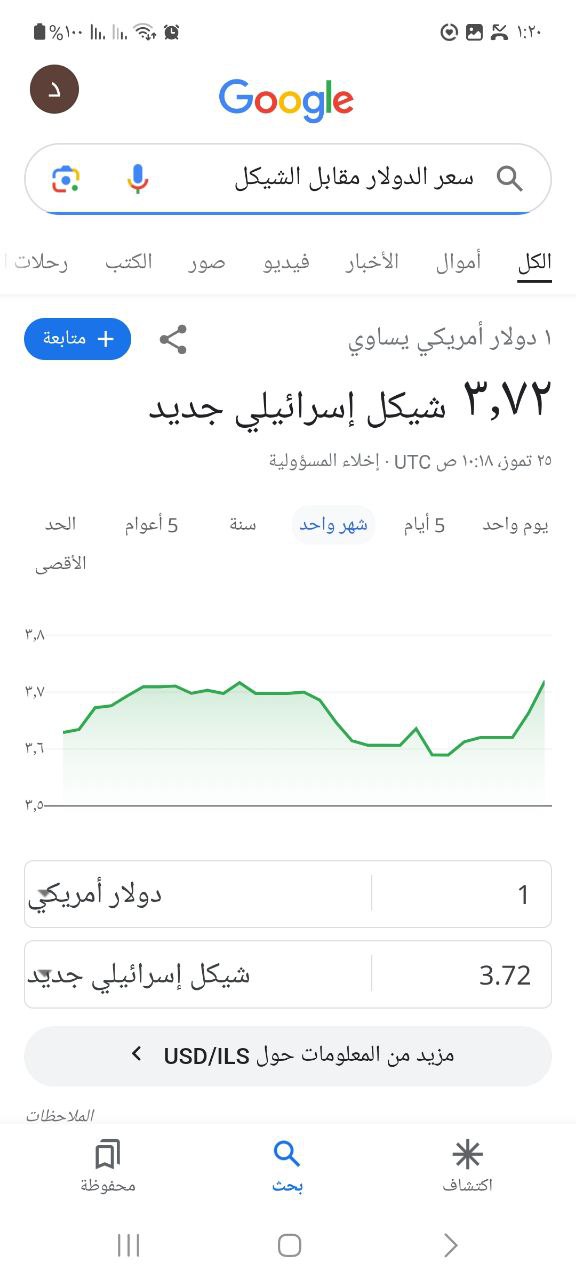 ١:٢٠
%١٠٠
د
Google
سعر الدولار مقابل الشيكل
الكل
أموال
الأخبار
فيديو
صور
الكتب
رحلات
١ دولار أمريكي يساوي
+ متابعة
٣,٧٢ شيكل إسرائيلي جديد
٢٥ تموز، ١٠:١٨ ص UTC · إخلاء المسؤولية
يوم واحد
5 أيام
شهر واحد
سنة
5 أعوام
الحد الأقصى
٣,٨
٣,٧
٣,٦
٣,٥
1
دولار أمريكي
3.72
شيكل إسرائيلي جديد
مزيد من المعلومات حول USD/ILS
الملاحظات
اكتشاف
بحث
محفوظة